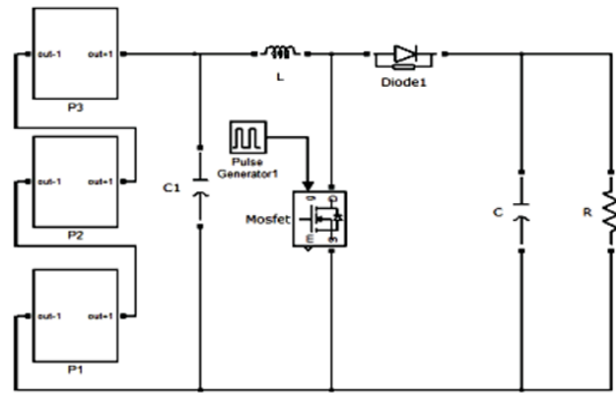 out-1 out+1
P3
L
Diode1
Pulse
Generator1
out-1 out+1
P2
C1
Mosfet
g D
m S
C
R
out-1 out+1
P1